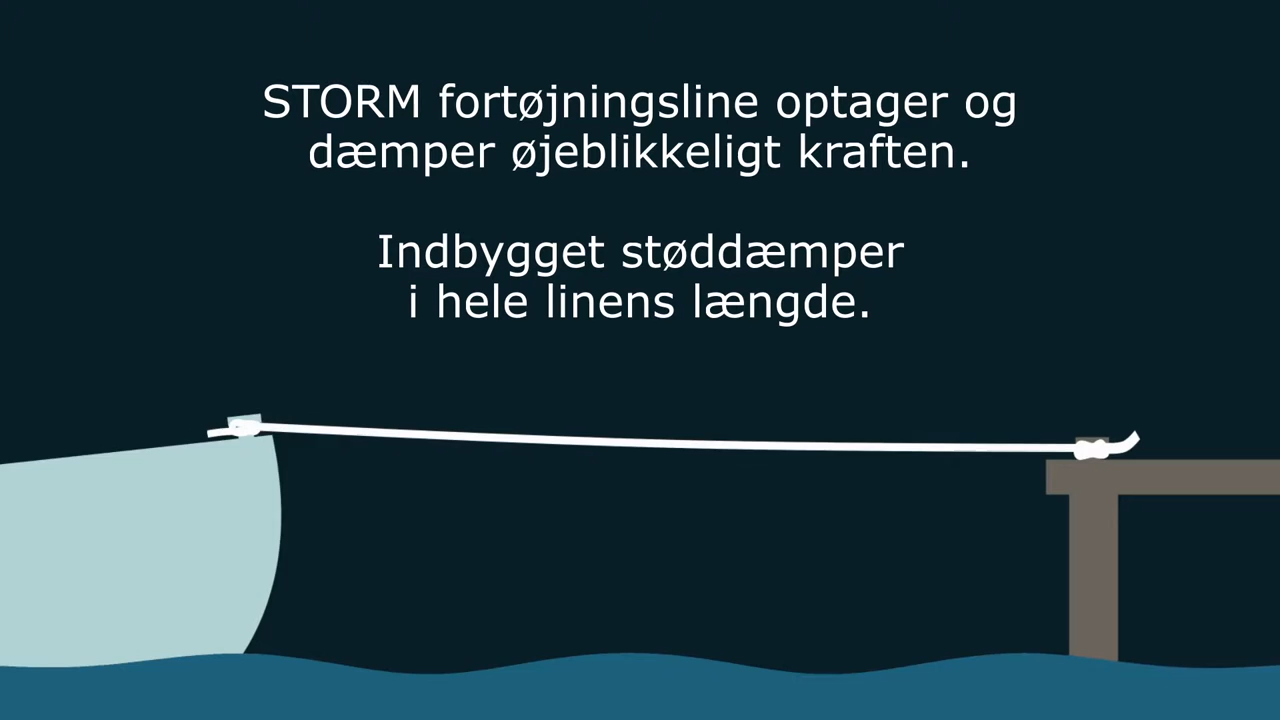 STORM fortøjningsline optager og
dæmper øjeblikkeligt kraften.
Indbygget støddæmper
i hele linens længde.